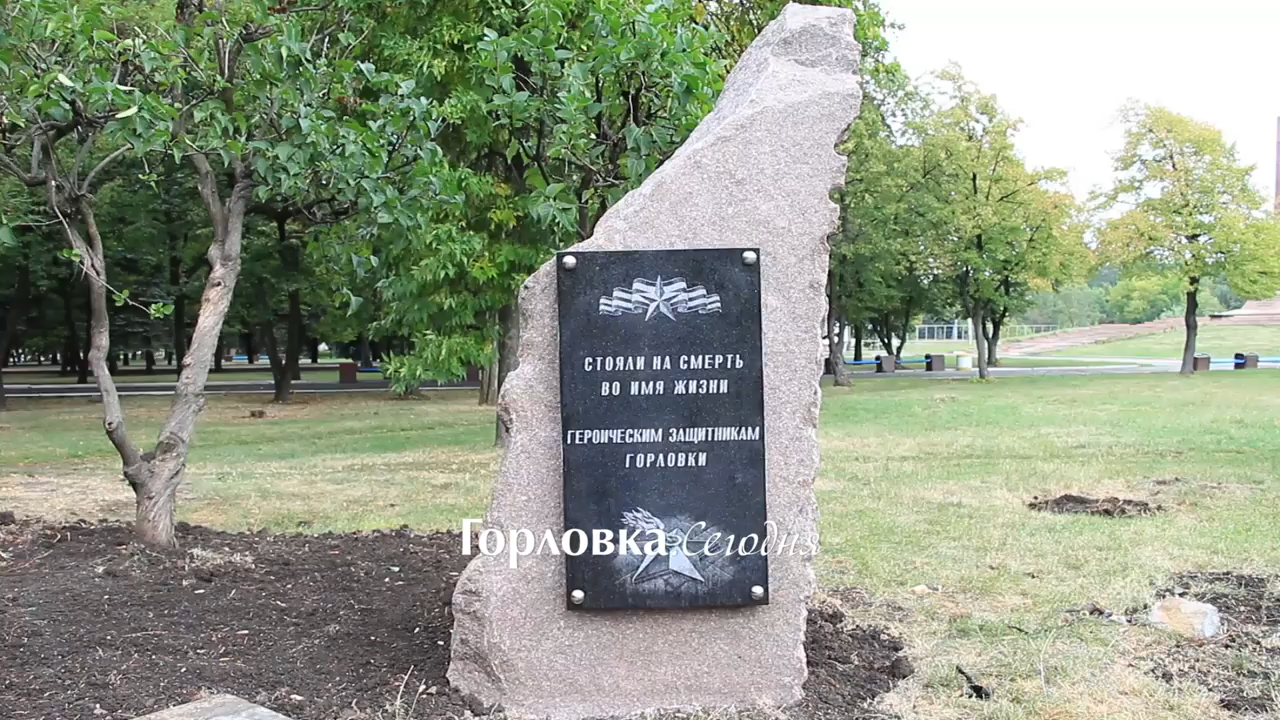 СТОЯЛИ НА СМЕРТЬ
ВО ИМЯ ЖИЗНИ
ГЕРОИЧЕСКИМ ЗАЩИТНИКАМ
ГОРЛОВКИ
Горловка.Сегодня